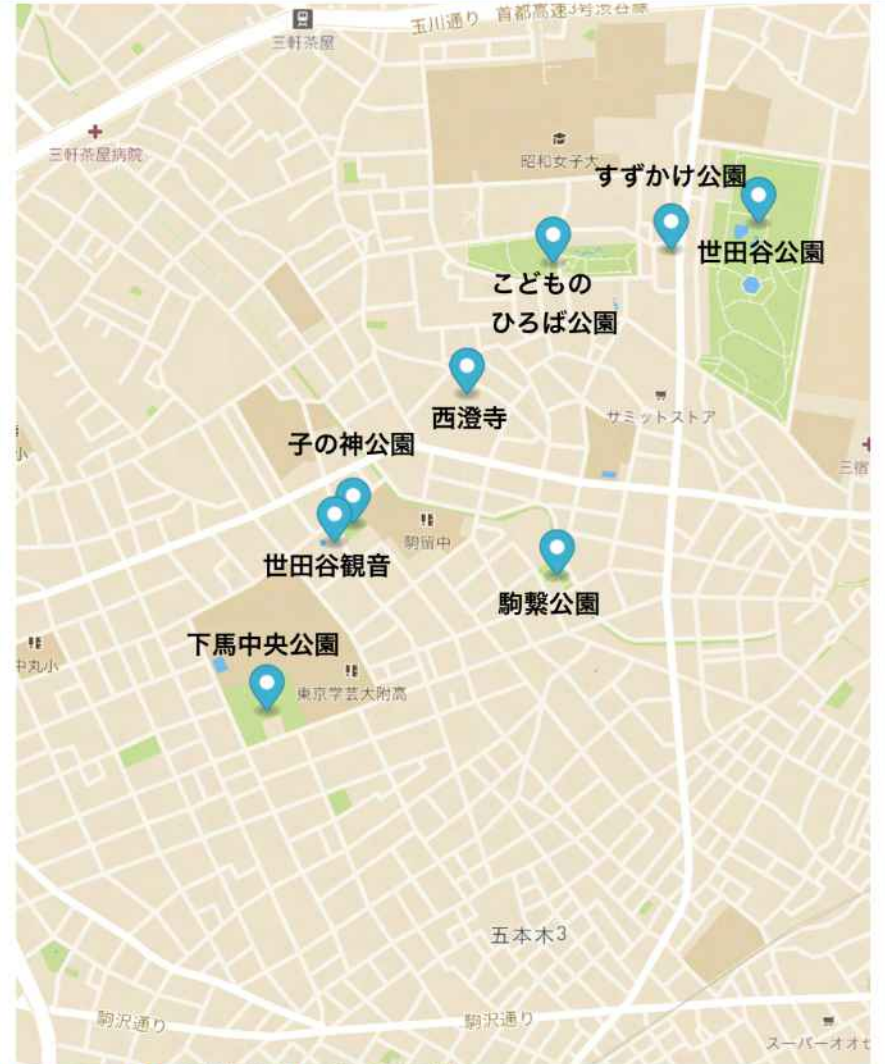 玉川通り 首都高速3号渋谷線
三軒茶屋
三軒茶屋病院
昭和女子大
すずかけ公園
世田谷公園
こどもの
ひろば公園
西澄寺
サミットストア
子の神公園
小
三宿
駒留中
世田谷観音
駒繋公園
下馬中央公園
中丸小
東京学芸大附高
五本木3
駒沢通り
駒沢通り
スーパーオオゼ